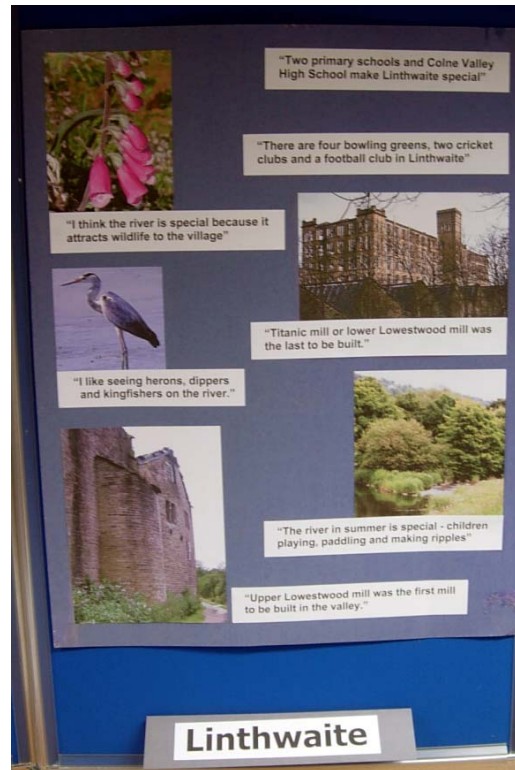 "Two primary schools and Colne Valley
High School make Linthwaite special"
"There are four bowling greens, two cricket
clubs and a football club in Linthwaite"
"I think the river is special because it
attracts wildlife to the village"
"Titanic mill or lower Lowestwood mill was
the last to be built."
"I like seeing herons, dippers
and kingfishers on the river."
"The river in summer is special - children
playing, paddling and making ripples"
"Upper Lowestwood mill was the first mill
to be built in the valley."
Linthwaite